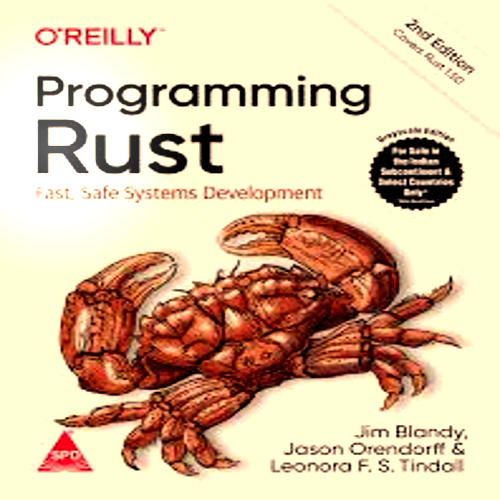 O'REILLY
2nd Edition
Covers Rust 1.50
Programming
Rust
Fast, Safe Systems Development
Grayscale Edition
For Sale in
the Indian
Subcontinent &
Select Countries
Only*
Jim Blandy,
Jason Orendorff &
Leonora F. S. Tindall
SPD